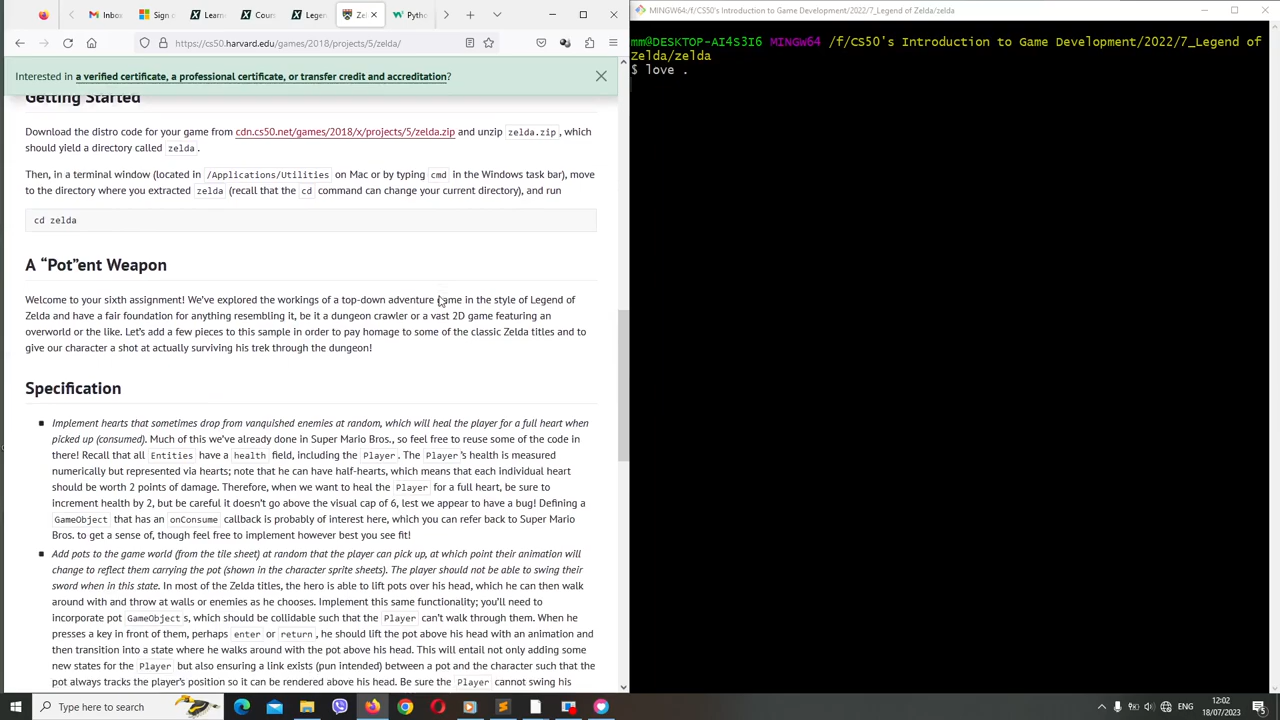 Zelda
Python
https://cs50.harvard.edu/games/2018/projects/5/zeld
Interested in a verified certificate, a professional certificate, or transfer credit and accreditation?
Getting Started
Download the distro code for your game from cdn.cs50.net/games/2018/x/projects/5/zelda.zip and unzip zelda.zip, which
should yield a directory called zelda.
Then, in a terminal window (located in /Applications/Utilities on Mac or by typing cmd in the Windows task bar), move
to the directory where you extracted zelda (recall that the cd command can change your current directory), and run
cd zelda
A “Pot”ent Weapon
Welcome to your sixth assignment! We’ve explored the workings of a top-down adventure game in the style of Legend of
Zelda and have a fair foundation for anything resembling it, be it a dungeon crawler or a vast 2D game featuring an
overworld or the like. Let’s add a few pieces to this sample in order to pay homage to some of the classic Zelda titles and to
give our character a shot at actually surviving his trek through the dungeon!
Specification
Implement hearts that sometimes drop from vanquished enemies at random, which will heal the player for a full heart when
picked up (consumed). Much of this we’ve already done in Super Mario Bros., so feel free to reuse some of the code in
there! Recall that all Entities have a health field, including the Player. The Player ’s health is measured
numerically but represented via hearts; note that he can have half-hearts, which means that each individual heart
should be worth 2 points of damage. Therefore, when we want to heal the Player for a full heart, be sure to
increment health by 2, but be careful it doesn’t go above the visual cap of 6, lest we appear to have a bug! Defining a
GameObject that has an onConsume callback is probably of interest here, which you can refer back to Super Mario
Bros. to get a sense of, though feel free to implement however best you see fit!
Add pots to the game world (from the tile sheet) at random that the player can pick up, at which point their animation will
change to reflect them carrying the pot (shown in the character sprite sheets). The player should not be able to swing their
sword when in this state. In most of the Zelda titles, the hero is able to lift pots over his head, which he can then walk
around with and throw at walls or enemies as he chooses. Implement this same functionality; you’ll need to
incorporate pot GameObject s, which should be collidable such that the Player can’t walk through them. When he
presses a key in front of them, perhaps enter or return, he should lift the pot above his head with an animation and
then transition into a state where he walks around with the pot above his head. This will entail not only adding some
new states for the Player but also ensuring a link exists (pun intended) between a pot and the character such that the
pot always tracks the player’s position so it can be rendered above his head. Be sure the Player cannot swing his
MINGW64:/f/CS50's Introduction to Game Development/2022/7_Legend of Zelda/zelda
mm@DESKTOP-AI4S3I6 MINGW64 /f/CS50's Introduction to Game Development/2022/7_Legend of
Zelda/zelda
$ love .
Type here to search
ENG
12:02
18/07/2023